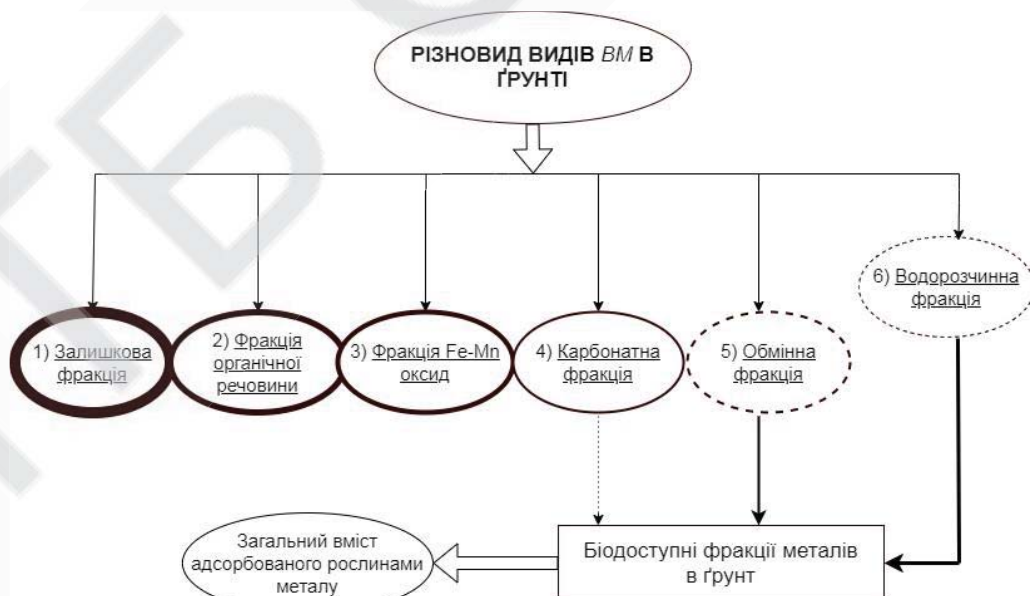 РІЗНОВИД ВИДІВ ВМ В
ҐРУНТІ
6) Водорозчинна
фракція
1) Залишкова
фракція
2) Фракція
органічної
речовини
3) Фракція Fe-Mn
оксид
4) Карбонатна
фракція
5) Обмінна
фракція
Загальний вміст
адсорбованого рослинами
металу
Біодоступні фракції металів
в ґрунт